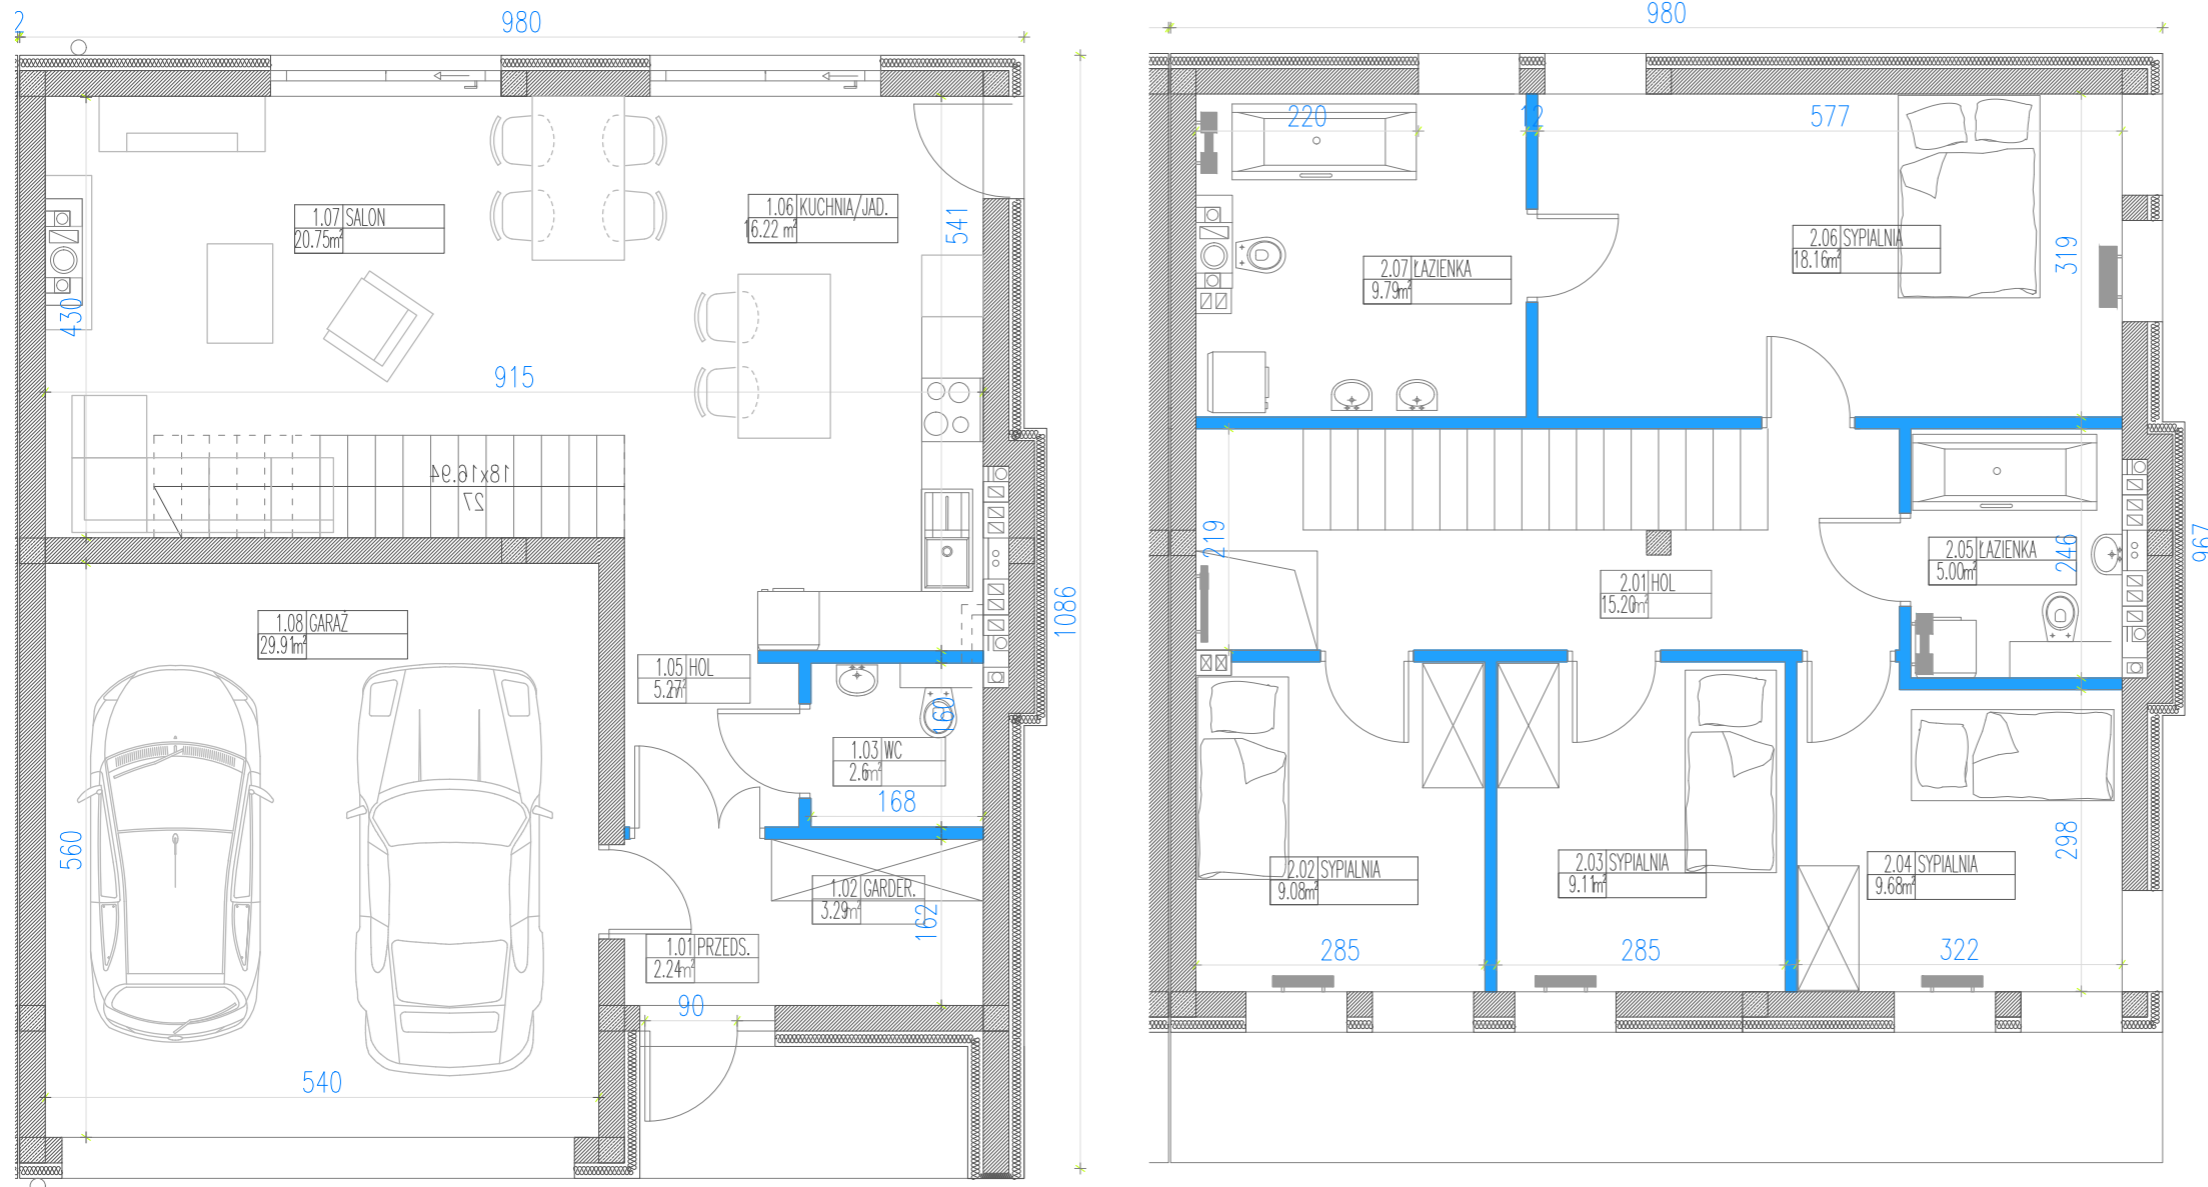 2
980
1.07 SALON
20.75m²
1.06 KUCHNIA/JAD.
16.22 m²
541
430
915
18x16.94
27
1.08 GARAŻ
29.91m²
1086
1.05 HOL
5.27m²
160
1.03 WC
2.6m²
168
1.02 GARDER.
3.29m²
162
560
1.01 PRZEDS.
2.24m²
90
540
980
220
12
577
2.06 SYPIALNIA
18.16m²
319
2.07 ŁAZIENKA
9.79m²
219
2.05 ŁAZIENKA
5.00m²
246
967
2.01 HOL
15.20m²
298
2.02 SYPIALNIA
9.08m²
2.03 SYPIALNIA
9.11m²
2.04 SYPIALNIA
9.68m²
285
285
322